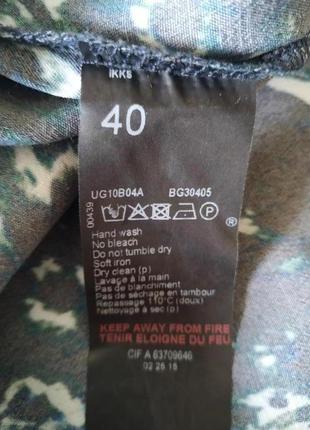 IKKS
40
UG10B04A BG30405
00439
®
Hand wash
No bleach
Do not tumble dry
Soft iron
Dry clean (p)
Lavage à la main
Pas de blanchiment
Pas de séchage en tambour
Repassage 110°C (doux)
Nettoyage à sec (p)
KEEP AWAY FROM FIRE
TENIR ELOIGNE DU FEU
CIF A 63709646
02 25 15